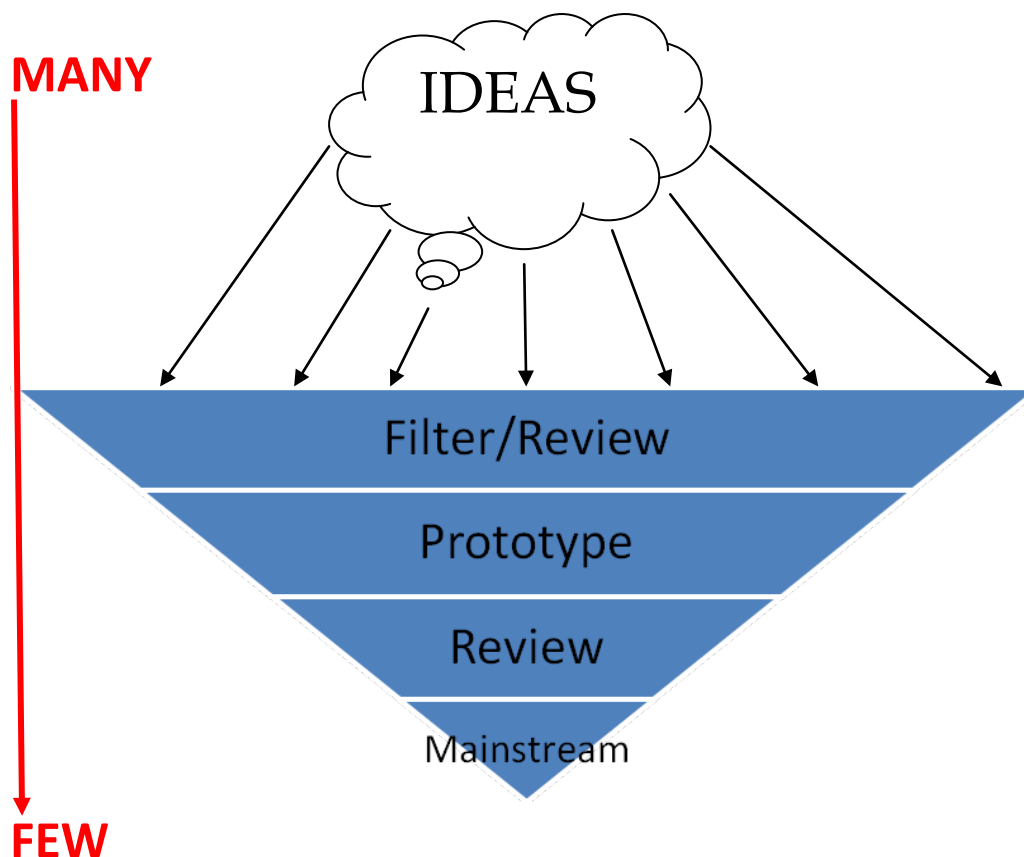 MANY
IDEAS
Filter/Review
Prototype
Review
Mainstream
FEW